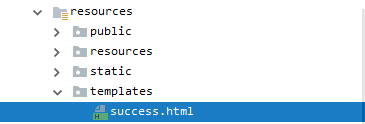 resources
public
resources
static
templates
success.html